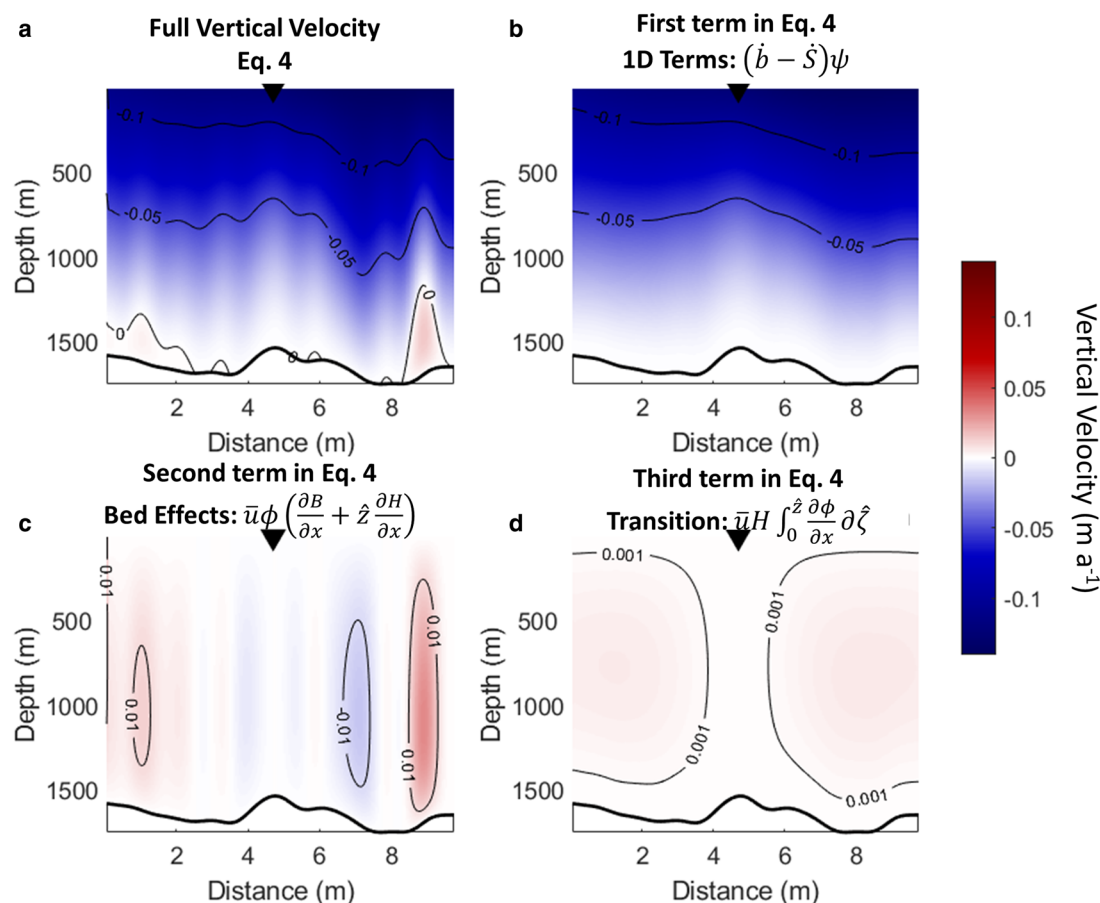 a
Full Vertical Velocity
Eq. 4
-0.1
-0.1
-0.05
-0.05
0
0
0
500
1000
1500
Depth (m)
2 4 6 8
Distance (m)
b
First term in Eq. 4
1D Terms: (ḃ − Ṡ)ψ
-0.1
-0.1
-0.05
-0.05
500
1000
1500
Depth (m)
2 4 6 8
Distance (m)
c
Second term in Eq. 4
Bed Effects: u̅ϕ(∂B/∂x + ẑ ∂H/∂x)
0.01
0.01
-0.01
0.01
0.01
500
1000
1500
Depth (m)
2 4 6 8
Distance (m)
d
Third term in Eq. 4
Transition: u̅H ∫₀^ẑ ∂ϕ/∂x ∂ζ̂
0.001
0.001
0.001
0.001
500
1000
1500
Depth (m)
2 4 6 8
Distance (m)
0.1
0.05
0
-0.05
-0.1
Vertical Velocity (m a⁻¹)